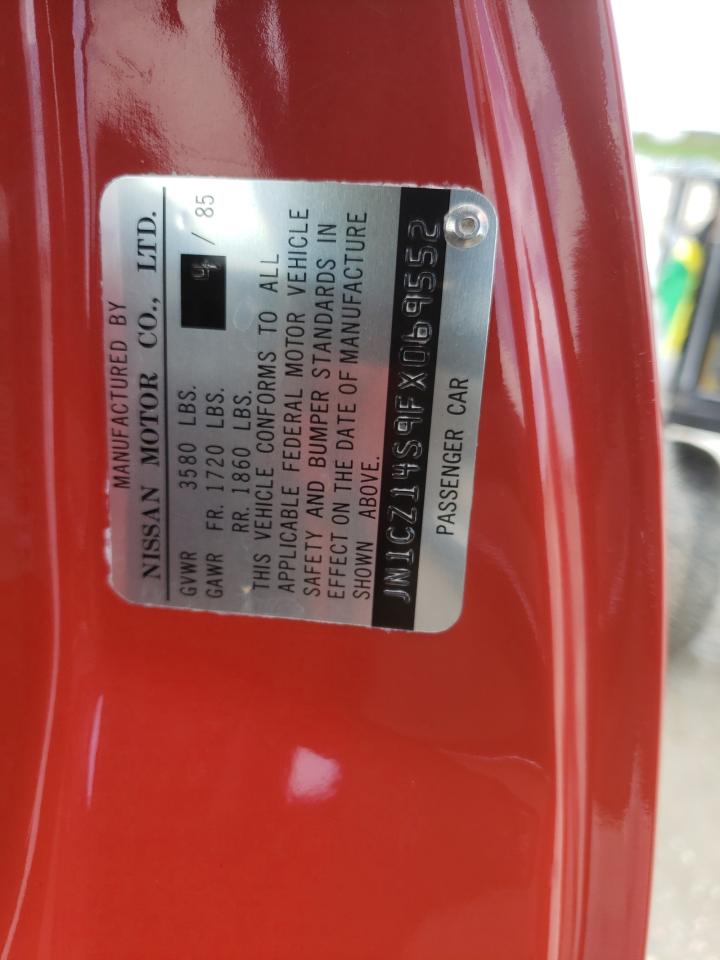 MANUFACTURED BY
NISSAN MOTOR CO., LTD.
GVWR 3580 LBS. 4 / 85
GAWR FR. 1720 LBS.
RR. 1860 LBS.
THIS VEHICLE CONFORMS TO ALL
APPLICABLE FEDERAL MOTOR VEHICLE
SAFETY AND BUMPER STANDARDS IN
EFFECT ON THE DATE OF MANUFACTURE
SHOWN ABOVE.
JN1CZ14S9FX069552
PASSENGER CAR